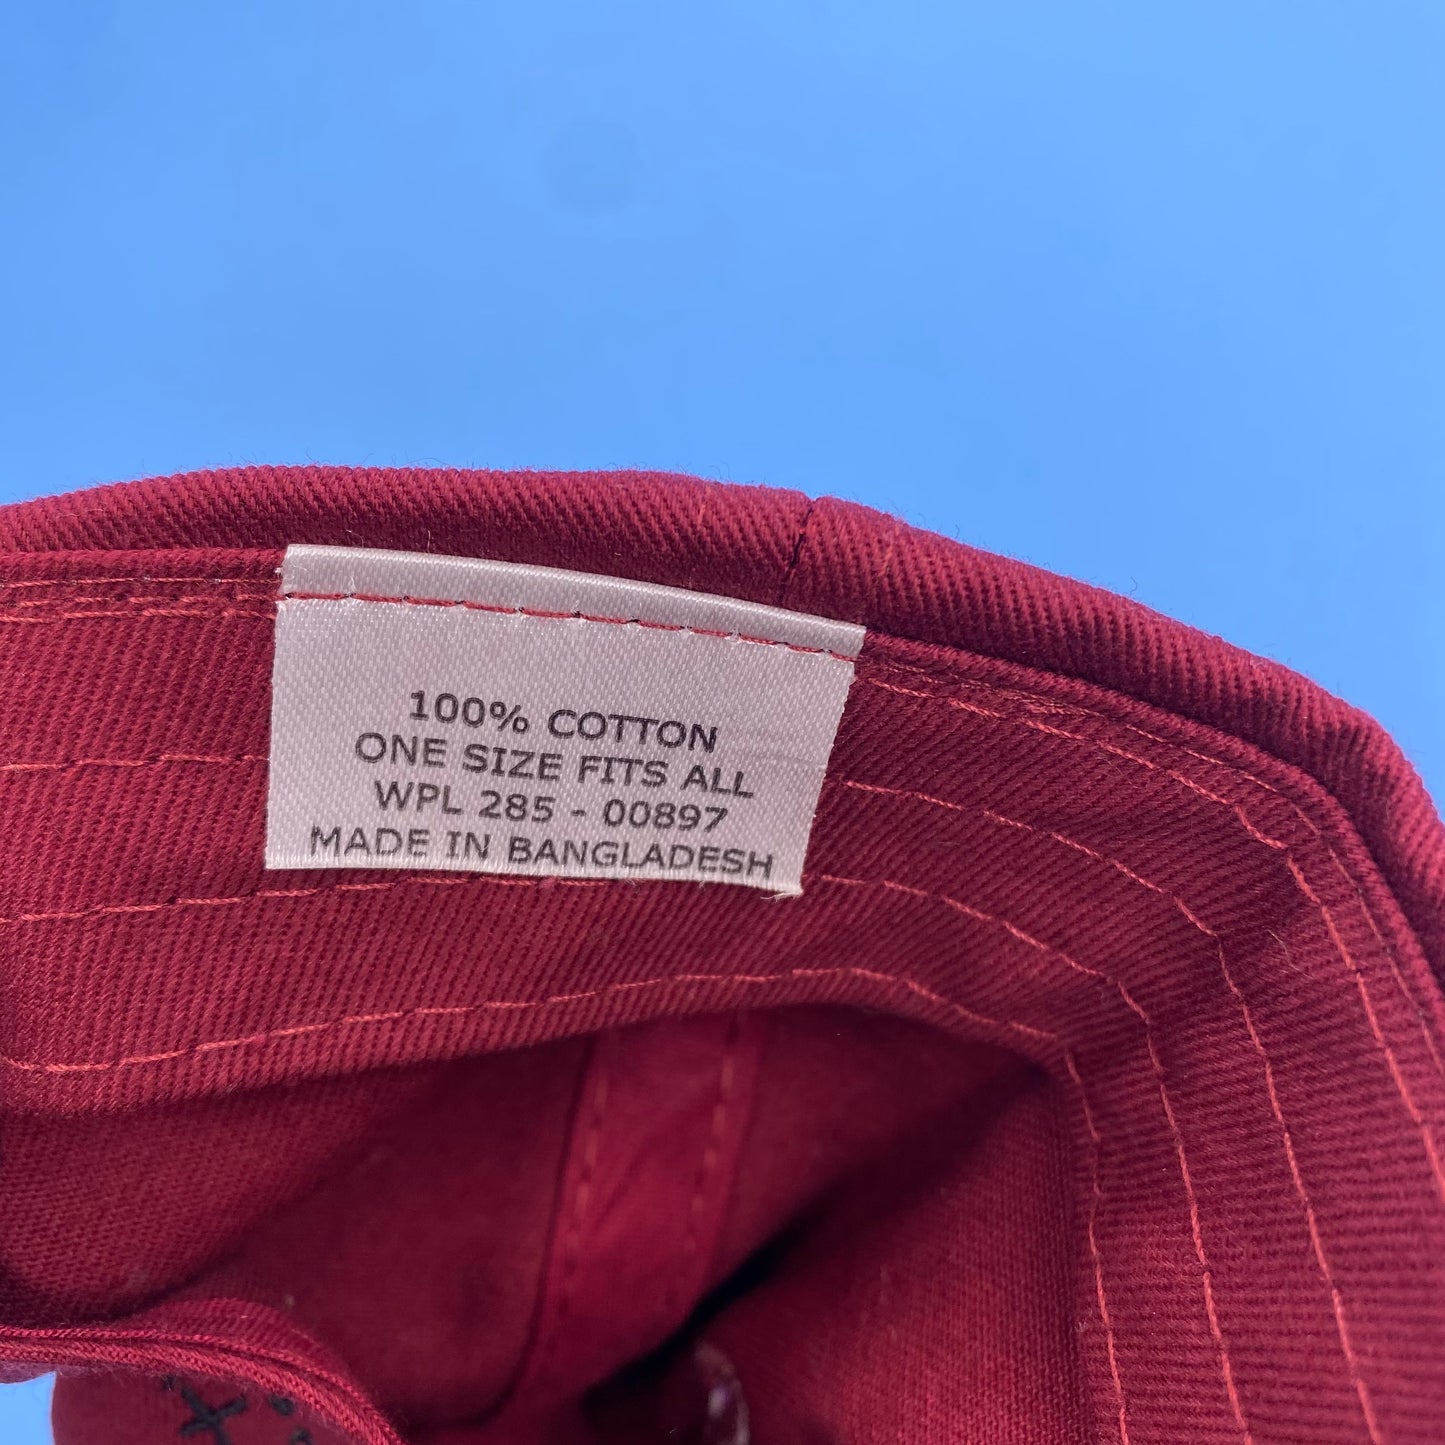 100% COTTON
ONE SIZE FITS ALL
WPL 285 - 00897
MADE IN BANGLADESH